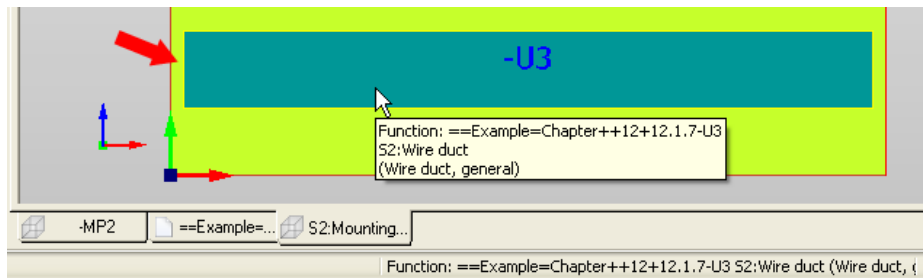 -U3
Function: ==Example=Chapter++12+12.1.7-U3
S2:Wire duct
(Wire duct, general)
-MP2
==Example=...
S2:Mounting...
Function: ==Example=Chapter++12+12.1.7-U3 S2:Wire duct (Wire duct,